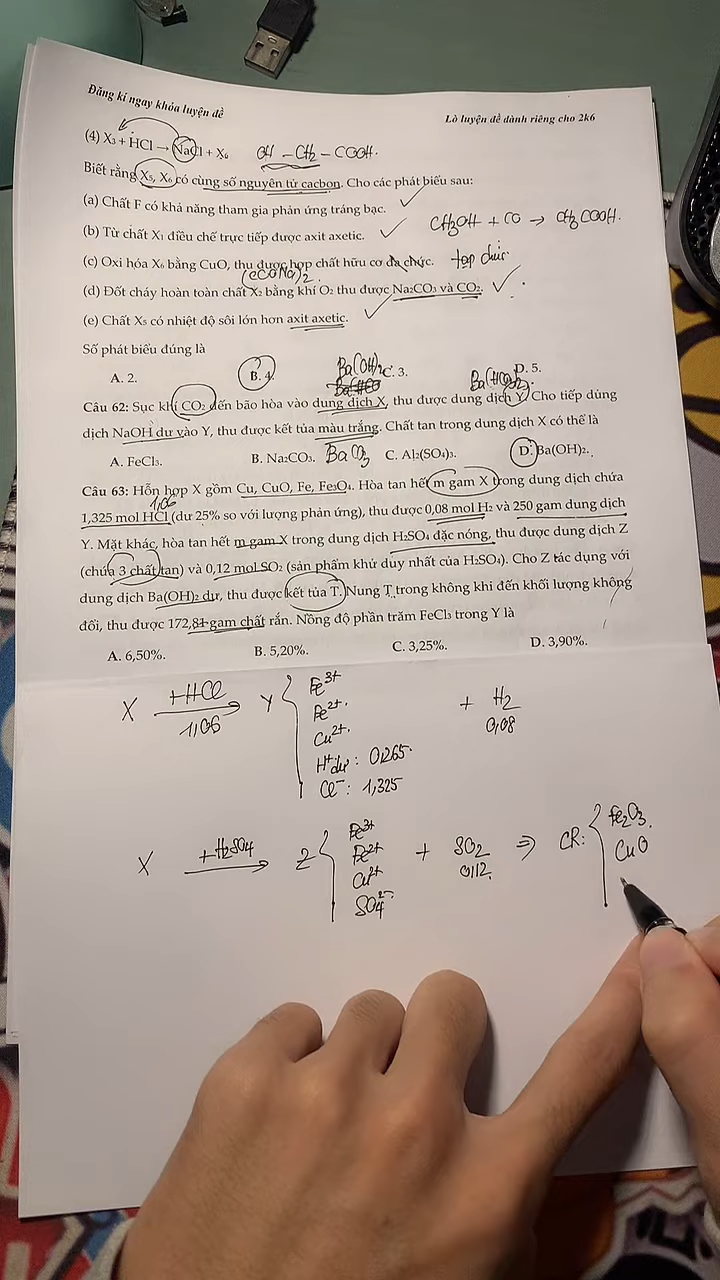 Đăng kí ngay khóa luyện đề
Lò luyện đề dành riêng cho 2k6
(4) X₃ + HCl → NaCl + X₆
OH – CH₂ – COOH.
Biết rằng X₅, X₆ có cùng số nguyên tử cacbon. Cho các phát biểu sau:
(a) Chất F có khả năng tham gia phản ứng tráng bạc.
CH₃OH + CO → CH₃COOH.
(b) Từ chất X₁ điều chế trực tiếp được axit axetic.
(c) Oxi hóa X₆ bằng CuO, thu được hợp chất hữu cơ đa chức. tạp chức
(COONa)₂
(d) Đốt cháy hoàn toàn chất X₂ bằng khí O₂ thu được Na₂CO₃ và CO₂.
(e) Chất X₅ có nhiệt độ sôi lớn hơn axit axetic.
Số phát biểu đúng là
A. 2. B. 4. C. 3. D. 5.
Ba(OH)₂ Ba(HCO₃)₂
Câu 62: Sục khí CO₂ đến bão hòa vào dung dịch X, thu được dung dịch Y. Cho tiếp dung
dịch NaOH dư vào Y, thu được kết tủa màu trắng. Chất tan trong dung dịch X có thể là
A. FeCl₃. B. Na₂CO₃. BaCO₃ C. Al₂(SO₄)₃. D. Ba(OH)₂.
Câu 63: Hỗn hợp X gồm Cu, CuO, Fe, Fe₃O₄. Hòa tan hết m gam X trong dung dịch chứa
1,06
1,325 mol HCl (dư 25% so với lượng phản ứng), thu được 0,08 mol H₂ và 250 gam dung dịch
Y. Mặt khác, hòa tan hết m gam X trong dung dịch H₂SO₄ đặc nóng, thu được dung dịch Z
(chứa 3 chất tan) và 0,12 mol SO₂ (sản phẩm khử duy nhất của H₂SO₄). Cho Z tác dụng với
dung dịch Ba(OH)₂ dư, thu được kết tủa T. Nung T trong không khí đến khối lượng không
đổi, thu được 172,81 gam chất rắn. Nồng độ phần trăm FeCl₃ trong Y là
A. 6,50%. B. 5,20%. C. 3,25%. D. 3,90%.
X +HCl 1,06 → Y { Fe³⁺ + H₂ 0,08
Fe²⁺
Cu²⁺
H⁺dư : 0,265
Cl⁻ : 1,325
X +H₂SO₄ → Z { Fe³⁺ + SO₂ 0,12 ⇒ CR: { Fe₂O₃
Fe²⁺ CuO
Cu²⁺
SO₄²⁻